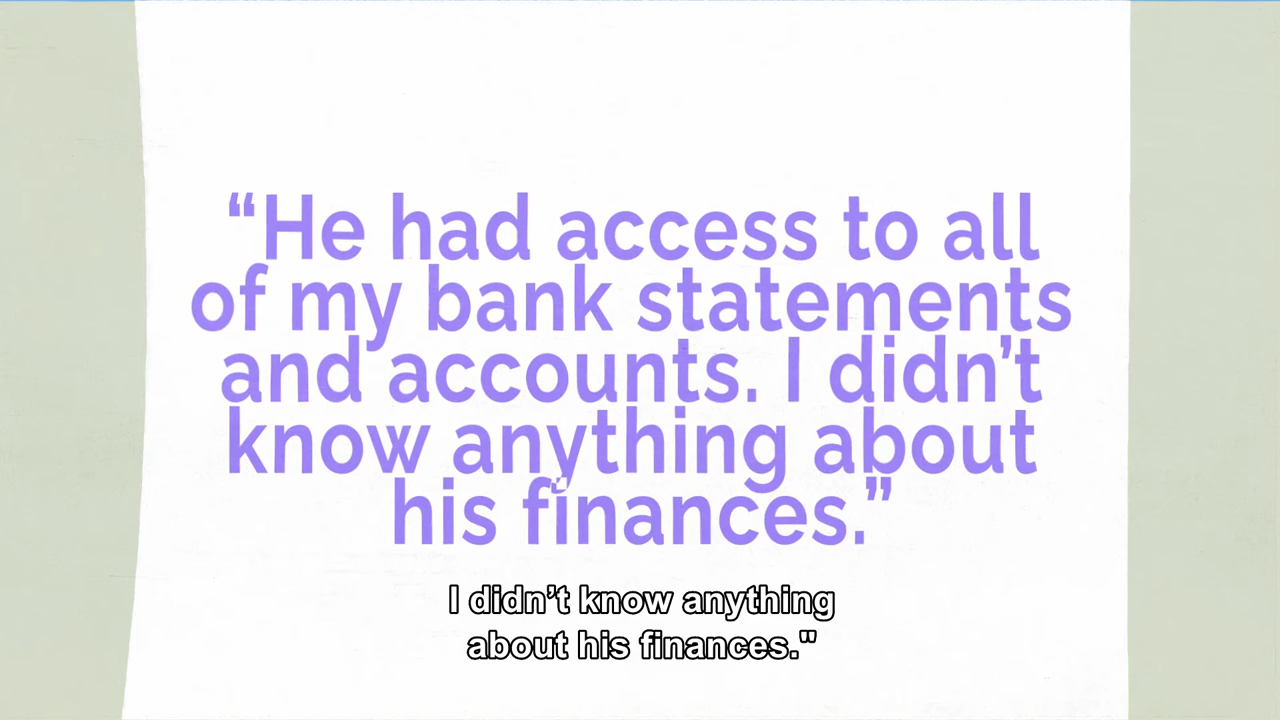 “He had access to all
of my bank statements
and accounts. I didn’t
know anything about
his finances.”
I didn’t know anything
about his finances."